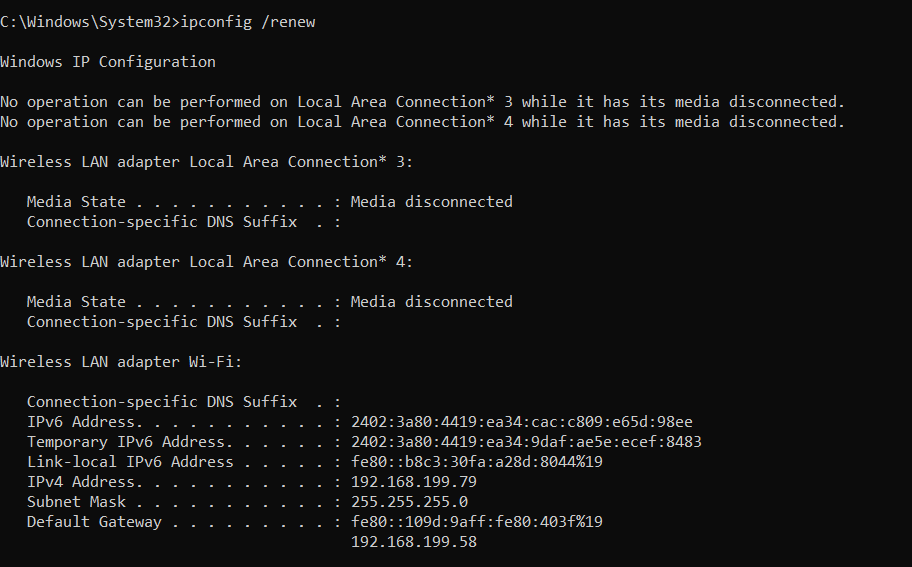 C:\Windows\System32>ipconfig /renew
Windows IP Configuration
No operation can be performed on Local Area Connection* 3 while it has its media disconnected.
No operation can be performed on Local Area Connection* 4 while it has its media disconnected.
Wireless LAN adapter Local Area Connection* 3:
   Media State . . . . . . . . . . . : Media disconnected
   Connection-specific DNS Suffix  . :
Wireless LAN adapter Local Area Connection* 4:
   Media State . . . . . . . . . . . : Media disconnected
   Connection-specific DNS Suffix  . :
Wireless LAN adapter Wi-Fi:
   Connection-specific DNS Suffix  . :
   IPv6 Address. . . . . . . . . . . : 2402:3a80:4419:ea34:cac:c809:e65d:98ee
   Temporary IPv6 Address. . . . . . : 2402:3a80:4419:ea34:9daf:ae5e:ecef:8483
   Link-local IPv6 Address . . . . . : fe80::b8c3:30fa:a28d:8044%19
   IPv4 Address. . . . . . . . . . . : 192.168.199.79
   Subnet Mask . . . . . . . . . . . : 255.255.255.0
   Default Gateway . . . . . . . . . : fe80::109d:9aff:fe80:403f%19
                                       192.168.199.58